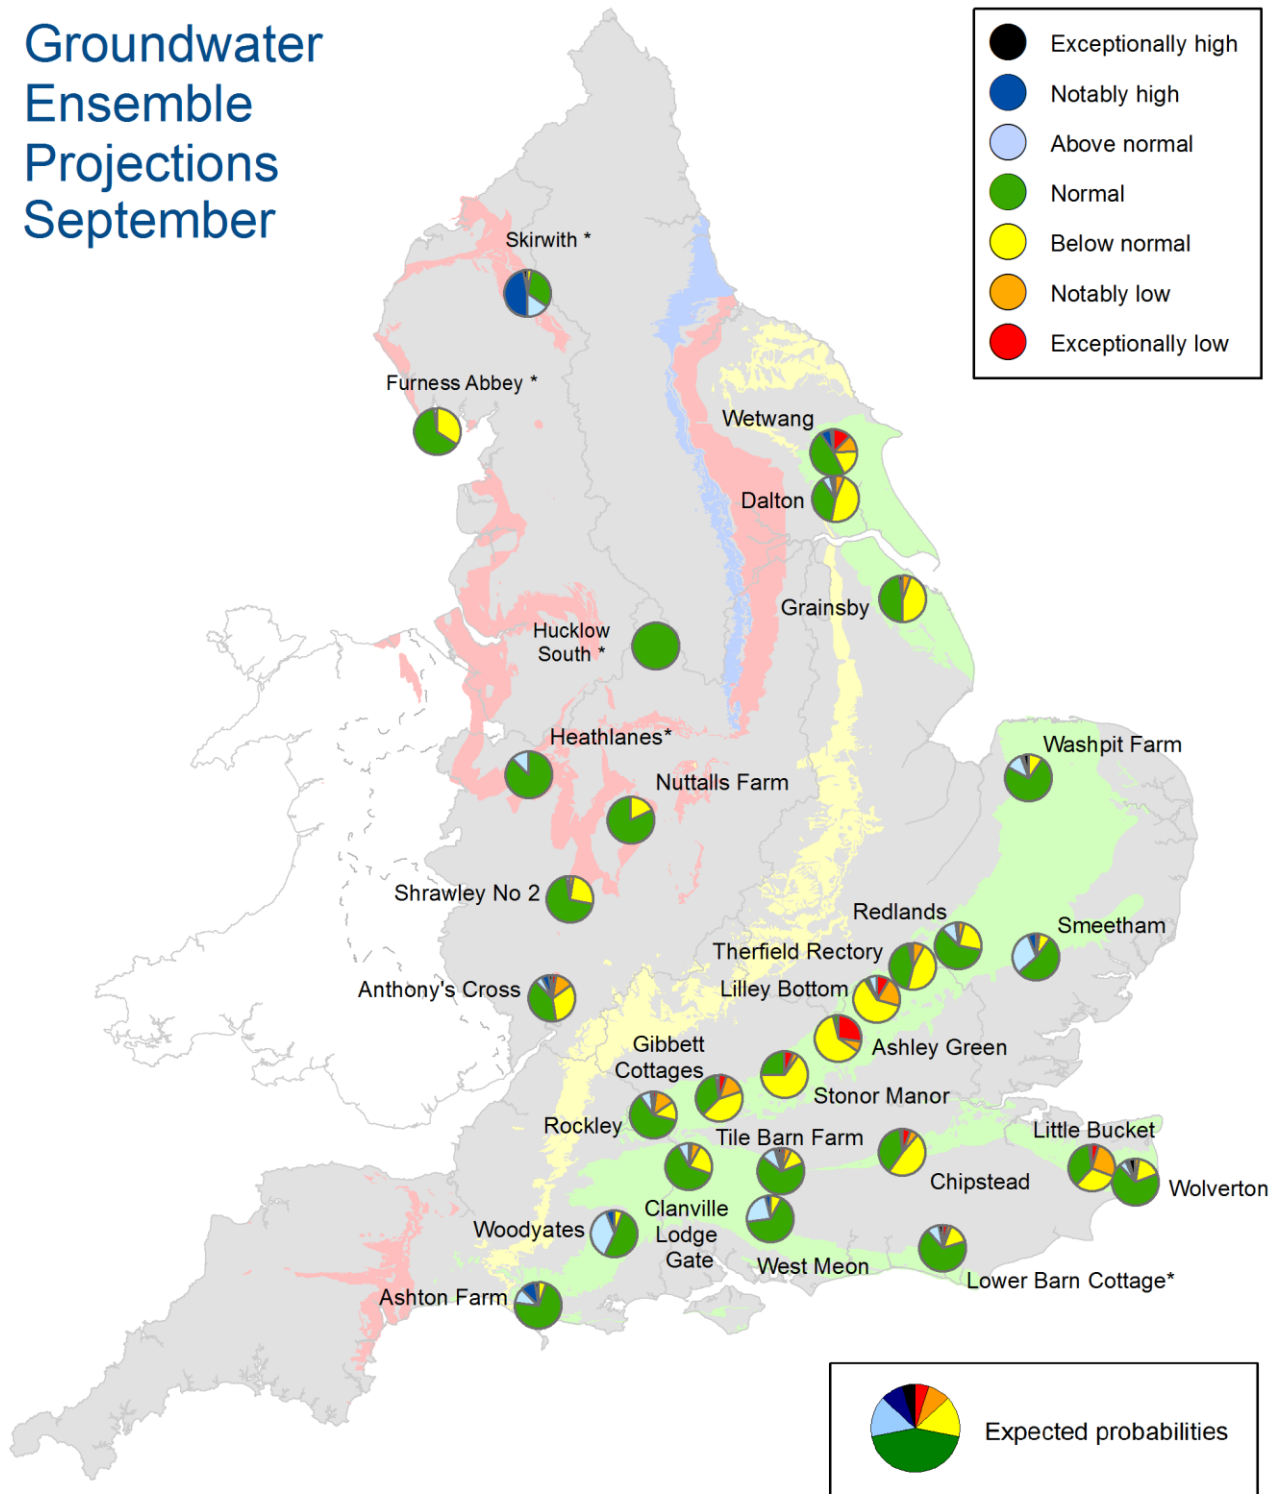 Groundwater
Ensemble
Projections
September
Exceptionally high
Notably high
Above normal
Normal
Below normal
Notably low
Exceptionally low
Skirwith *
Furness Abbey *
Wetwang
Dalton
Grainsby
Hucklow
South *
Heathlanes*
Nuttalls Farm
Washpit Farm
Shrawley No 2
Redlands
Smeetham
Therfield Rectory
Anthony's Cross
Lilley Bottom
Ashley Green
Gibbett
Cottages
Stonor Manor
Rockley
Tile Barn Farm
Little Bucket
Chipstead
Wolverton
Woodyates
Clanville
Lodge
Gate
West Meon
Lower Barn Cottage*
Ashton Farm
Expected probabilities